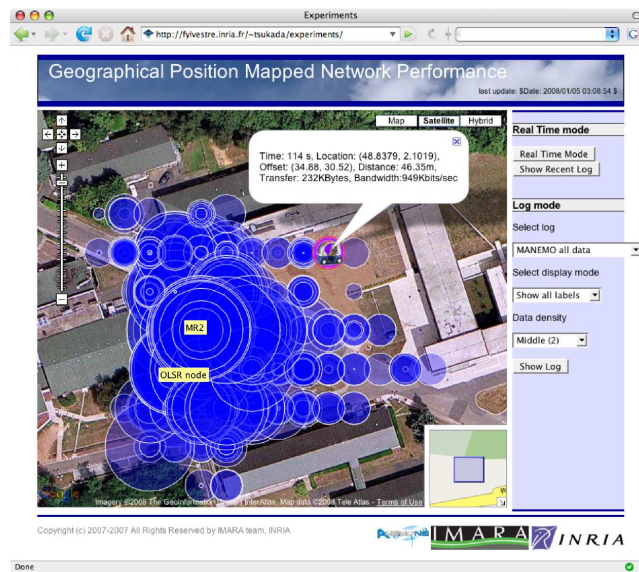 Experiments
http://fylvestre.inria.fr/~tsukada/experiments/
G
Geographical Position Mapped Network Performance
last update: $Date: 2008/01/05 03:08:54 $
Map
Satellite
Hybrid
Time: 114 s, Location: (48.8379, 2.1019),
Offset: (34.88, 30.52), Distance: 46.35m,
Transfer: 232KBytes, Bandwidth:949Kbits/sec
MR2
OLSR node
Imagery ©2008 The GeoInformation Group | InterAtlas, Map data ©2008 Tele Atlas - Terms of Use
Real Time mode
Real Time Mode
Show Recent Log
Log mode
Select log
MANEMO all data
Select display mode
Show all labels
Data density
Middle (2)
Show Log
Copyright (c) 2007-2007 All Rights Reserved by IMARA team, INRIA
IMARA
INRIA
Done